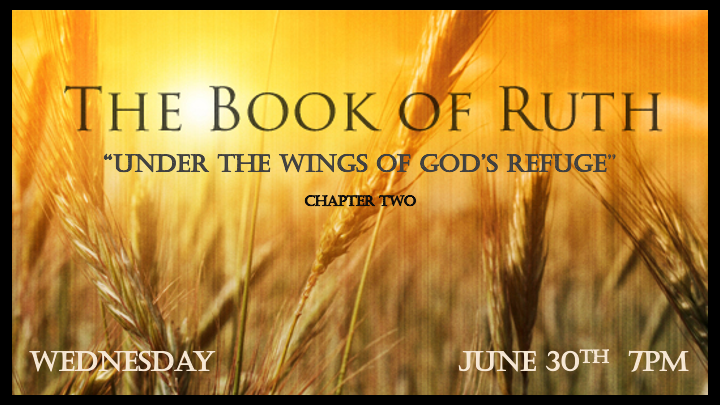 The Book of Ruth
“Under the Wings of God’s Refuge”
Chapter Two
Wednesday June 30th 7pm